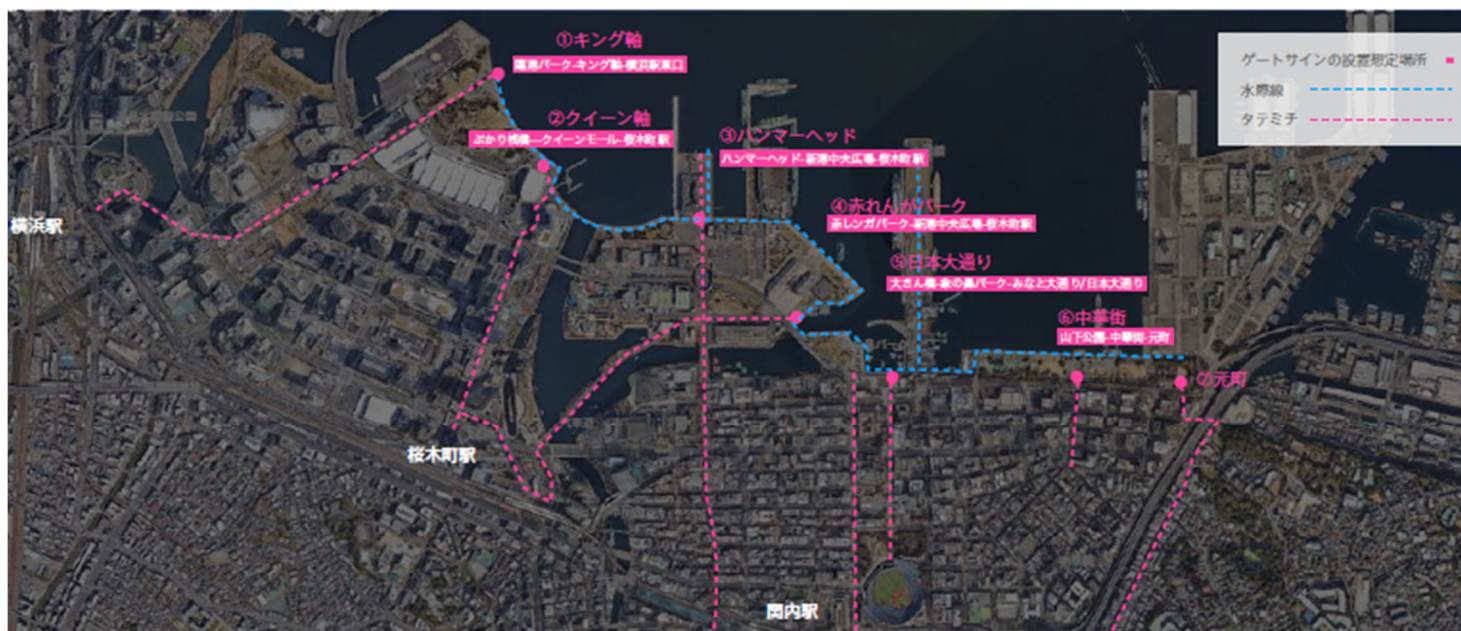 ①キング軸
臨港パーク-キング軸-横浜駅東口
②クイーン軸
ぷかり桟橋―クイーンモール-桜木町駅
③ハンマーヘッド
ハンマーヘッド-新港中央広場-桜木町駅
④赤れんがパーク
赤レンガパーク-新港中央広場-桜木町駅
⑤日本大通り
大さん橋-象の鼻パーク-みなと大通り/日本大通り
⑥中華街
山下公園-中華街-元町
⑦元町
ゲートサインの設置想定場所
水際線
タテミチ
横浜駅
桜木町駅
関内駅